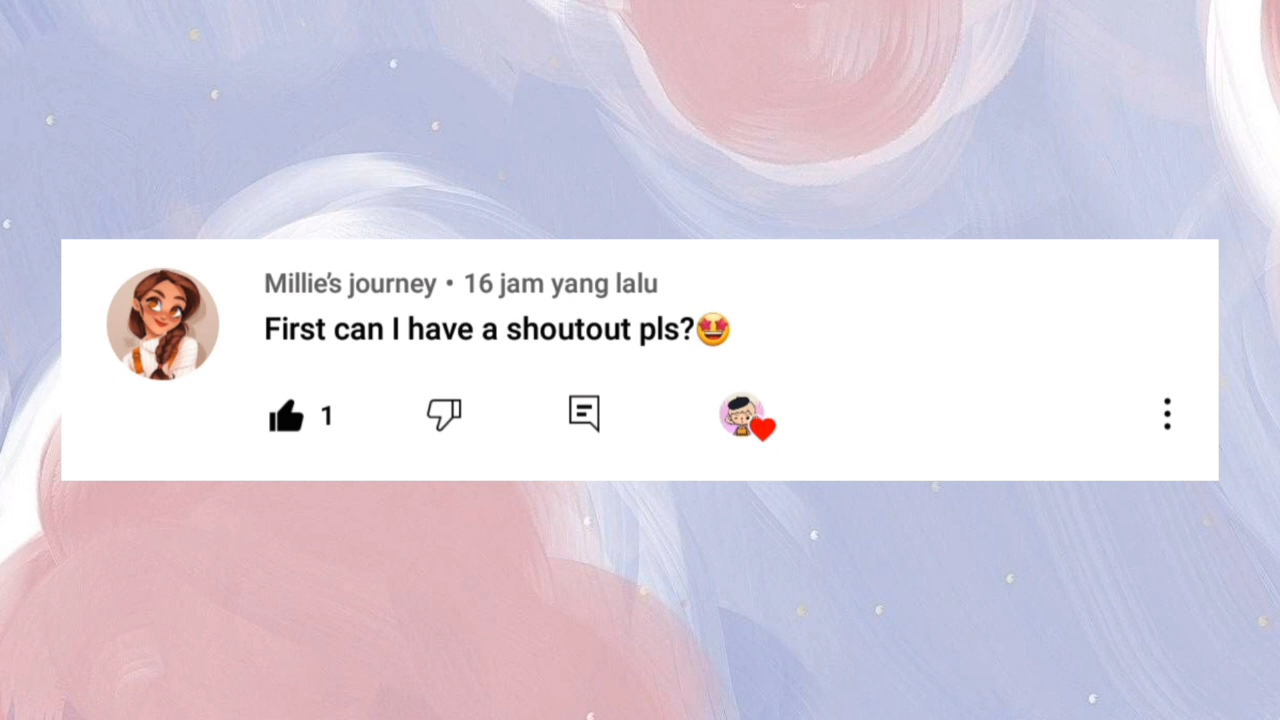 Millie's journey • 16 jam yang lalu
First can I have a shoutout pls?🤩
1